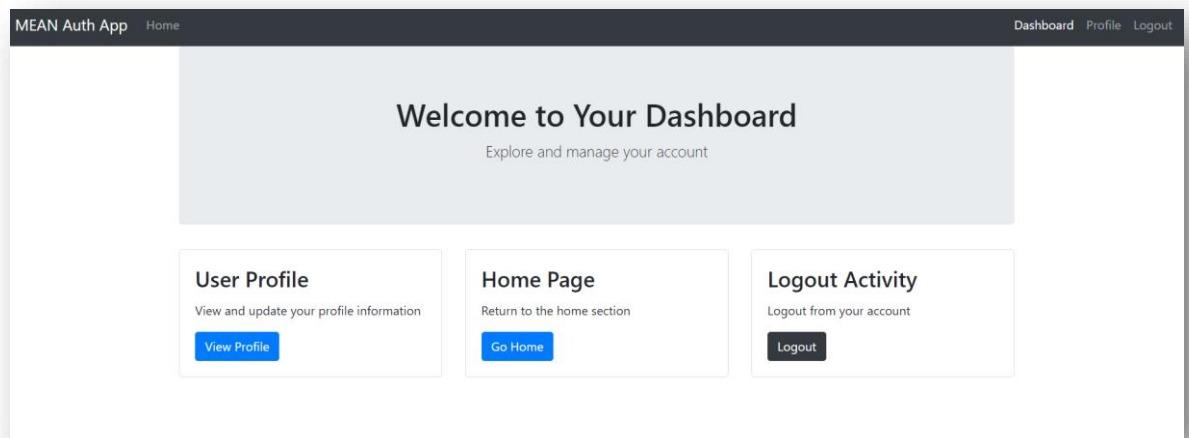 MEAN Auth App Home Dashboard Profile Logout
Welcome to Your Dashboard
Explore and manage your account
User Profile
View and update your profile information
View Profile
Home Page
Return to the home section
Go Home
Logout Activity
Logout from your account
Logout